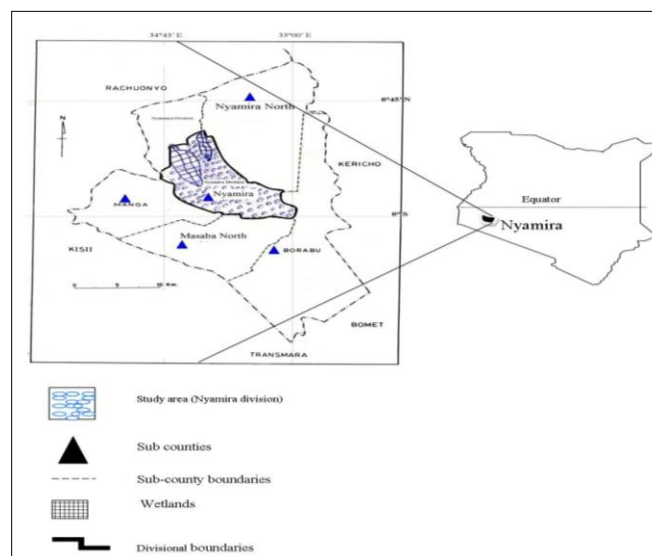 34°45' E
35°00' E
RACHUONYO
0°45' N
Nyamira North
N
KERICHO
Nyamira
MANGA
0°S
Masaba North
KISII
BORABU
0 5 10 Km.
BOMET
TRANSMARA
Equator
Nyamira
Study area (Nyamira division)
Sub counties
Sub-county boundaries
Wetlands
Divisional boundaries